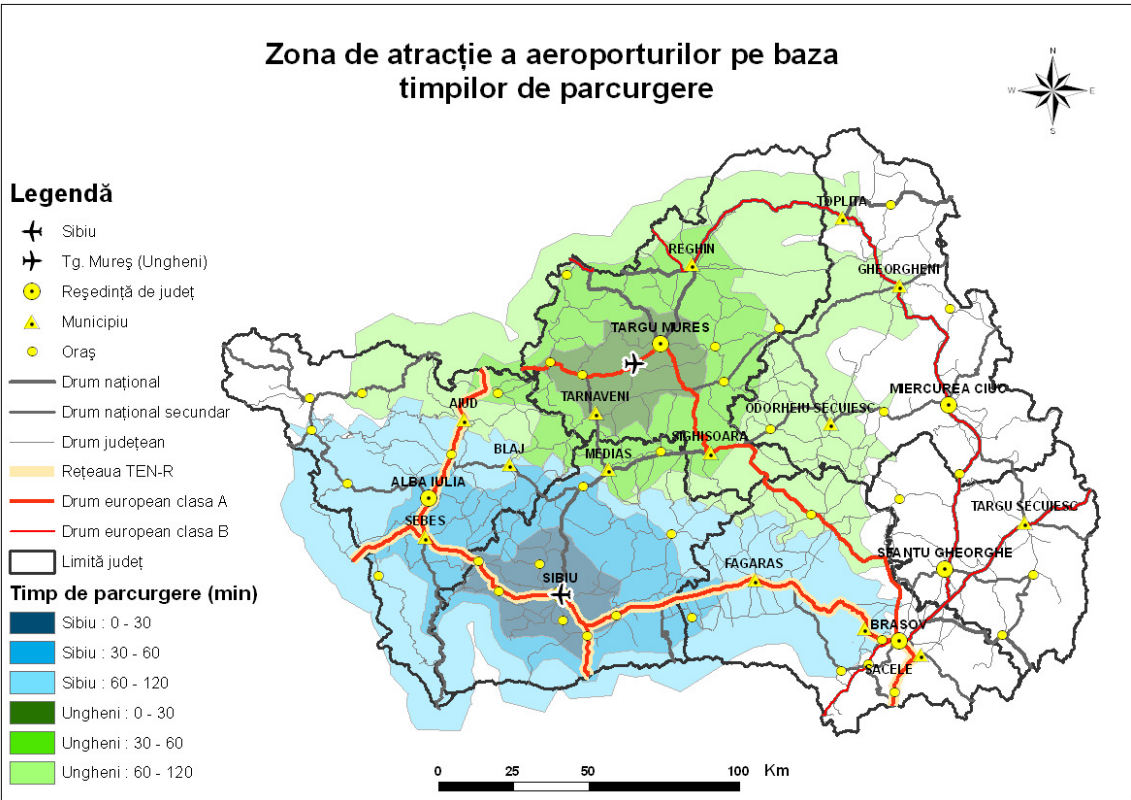 Zona de atracție a aeroporturilor pe baza
timpilor de parcurgere
N
W
E
S
Legendă
Sibiu
Tg. Mureş (Ungheni)
Reşedinţă de judeţ
Municipiu
Oraş
Drum naţional
Drum naţional secundar
Drum judeţean
Reţeaua TEN-R
Drum european clasa A
Drum european clasa B
Limită judeţ
Timp de parcurgere (min)
Sibiu : 0 - 30
Sibiu : 30 - 60
Sibiu : 60 - 120
Ungheni : 0 - 30
Ungheni : 30 - 60
Ungheni : 60 - 120
TOPLITA
REGHIN
GHEORGHENI
TARGU MURES
MIERCUREA CIUC
TARNAVENI
AIUD
ODORHEIU SECUIESC
SIGHISOARA
BLAJ
MEDIAS
ALBA IULIA
TARGU SECUIESC
SEBES
SFANTU GHEORGHE
FAGARAS
SIBIU
BRASOV
SACELE
0
25
50
100
Km